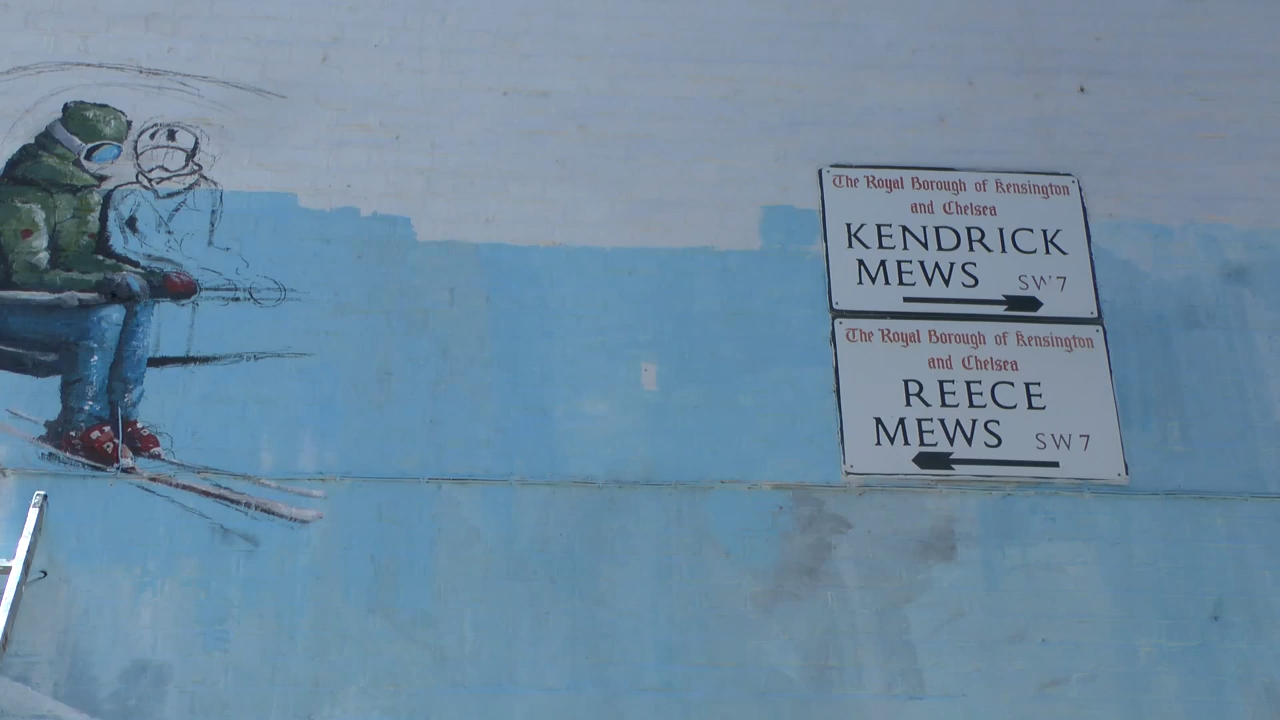 The Royal Borough of Kensington
and Chelsea
KENDRICK
MEWS SW7
The Royal Borough of Kensington
and Chelsea
REECE
MEWS SW7